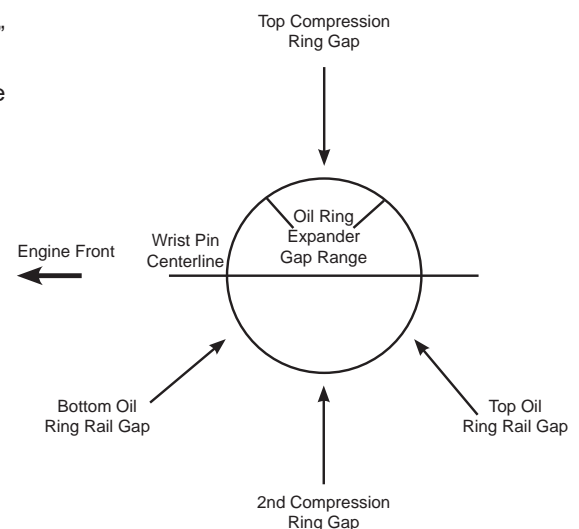 ”
e
Top Compression
Ring Gap
Oil Ring
Expander
Gap Range
Wrist Pin
Centerline
Engine Front
Bottom Oil
Ring Rail Gap
Top Oil
Ring Rail Gap
2nd Compression
Ring Gap